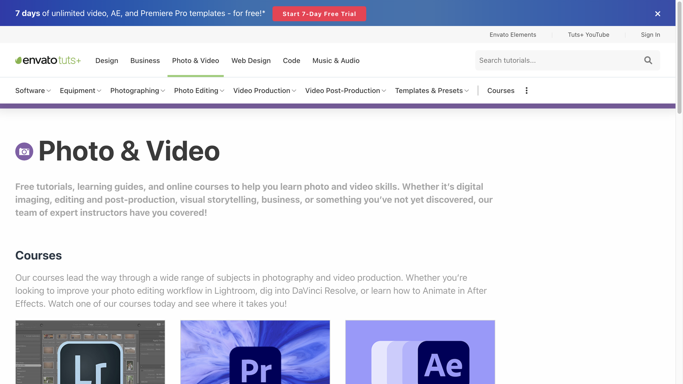 7 days of unlimited video, AE, and Premiere Pro templates - for free!*
Start 7-Day Free Trial
Envato Elements
Tuts+ YouTube
Sign In
envatotuts+
Design
Business
Photo & Video
Web Design
Code
Music & Audio
Search tutorials...
Software
Equipment
Photographing
Photo Editing
Video Production
Video Post-Production
Templates & Presets
Courses
Photo & Video
Free tutorials, learning guides, and online courses to help you learn photo and video skills. Whether it's digital
imaging, editing and post-production, visual storytelling, business, or something you've not yet discovered, our
team of expert instructors have you covered!
Courses
Our courses lead the way through a wide range of subjects in photography and video production. Whether you're
looking to improve your photo editing workflow in Lightroom, dig into DaVinci Resolve, or learn how to Animate in After
Effects. Watch one of our courses today and see where it takes you!
Lr
Pr
Ae